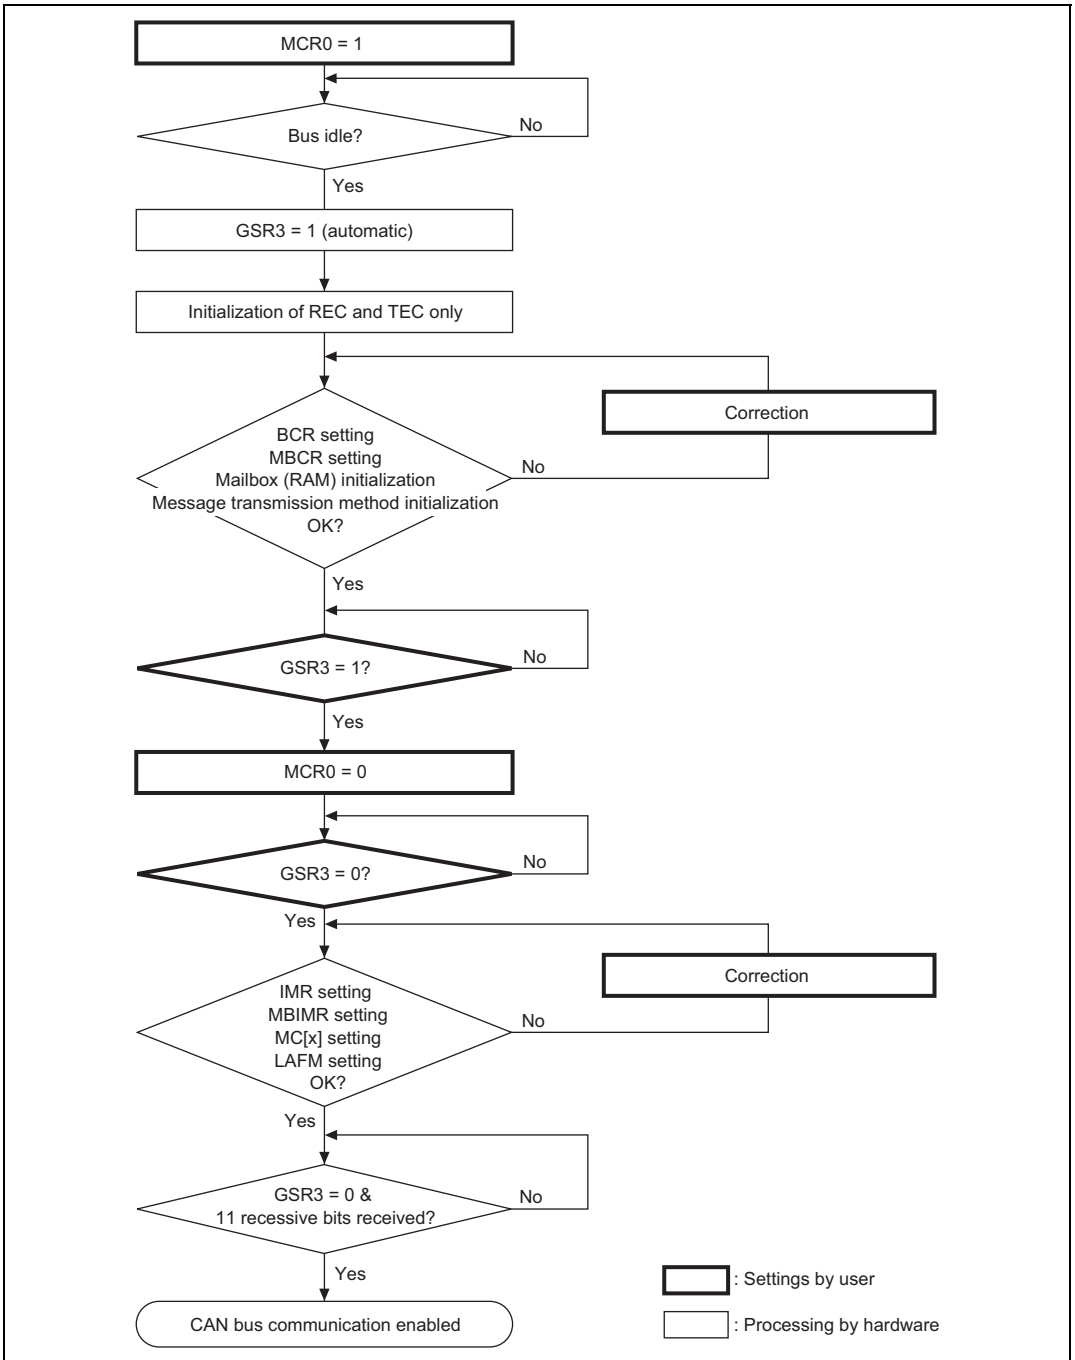 MCR0 = 1
Bus idle?
No
Yes
GSR3 = 1 (automatic)
Initialization of REC and TEC only
Correction
BCR setting
MBCR setting
Mailbox (RAM) initialization
Message transmission method initialization
OK?
No
Yes
GSR3 = 1?
No
Yes
MCR0 = 0
GSR3 = 0?
No
Yes
Correction
IMR setting
MBIMR setting
MC[x] setting
LAFM setting
OK?
No
Yes
GSR3 = 0 &
11 recessive bits received?
No
Yes
CAN bus communication enabled
: Settings by user
: Processing by hardware